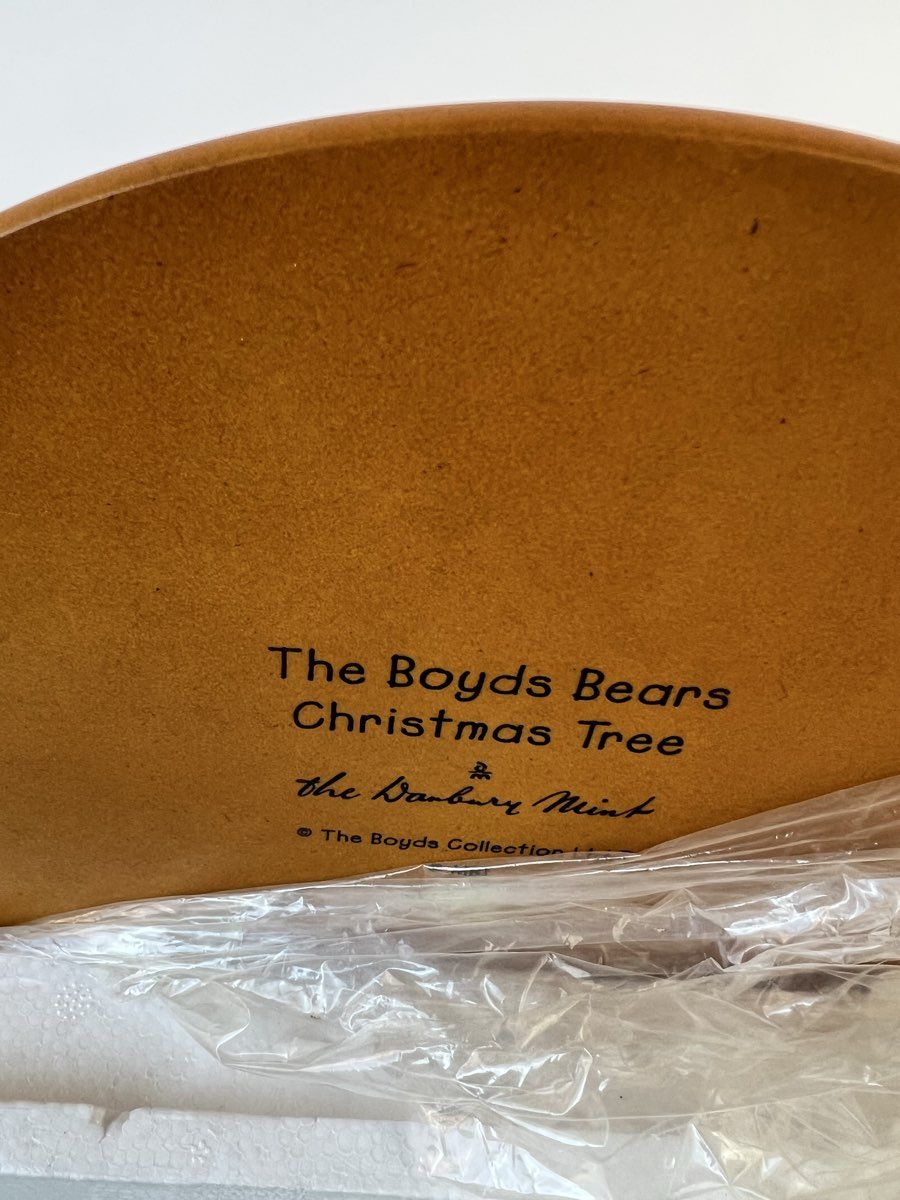 The Boyds Bears
Christmas Tree
the Danbury Mint
© The Boyds Collection